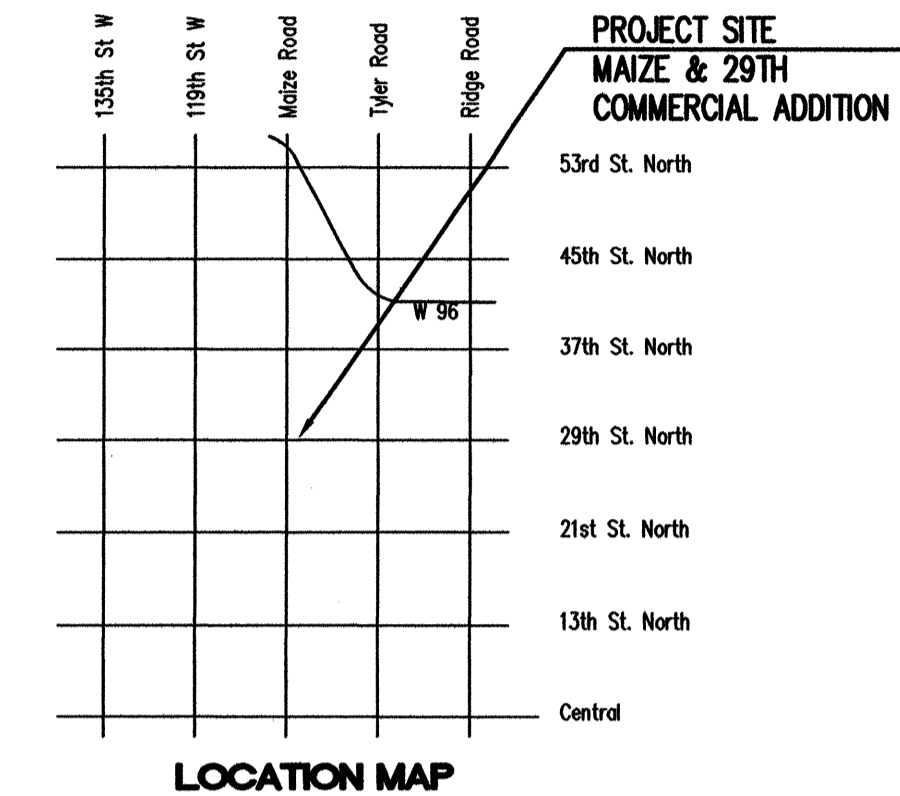 135th St W
119th St W
Maize Road
Tyler Road
Ridge Road
PROJECT SITE
MAIZE & 29TH
COMMERCIAL ADDITION
53rd St. North
45th St. North
W 96
37th St. North
29th St. North
21st St. North
13th St. North
Central
LOCATION MAP